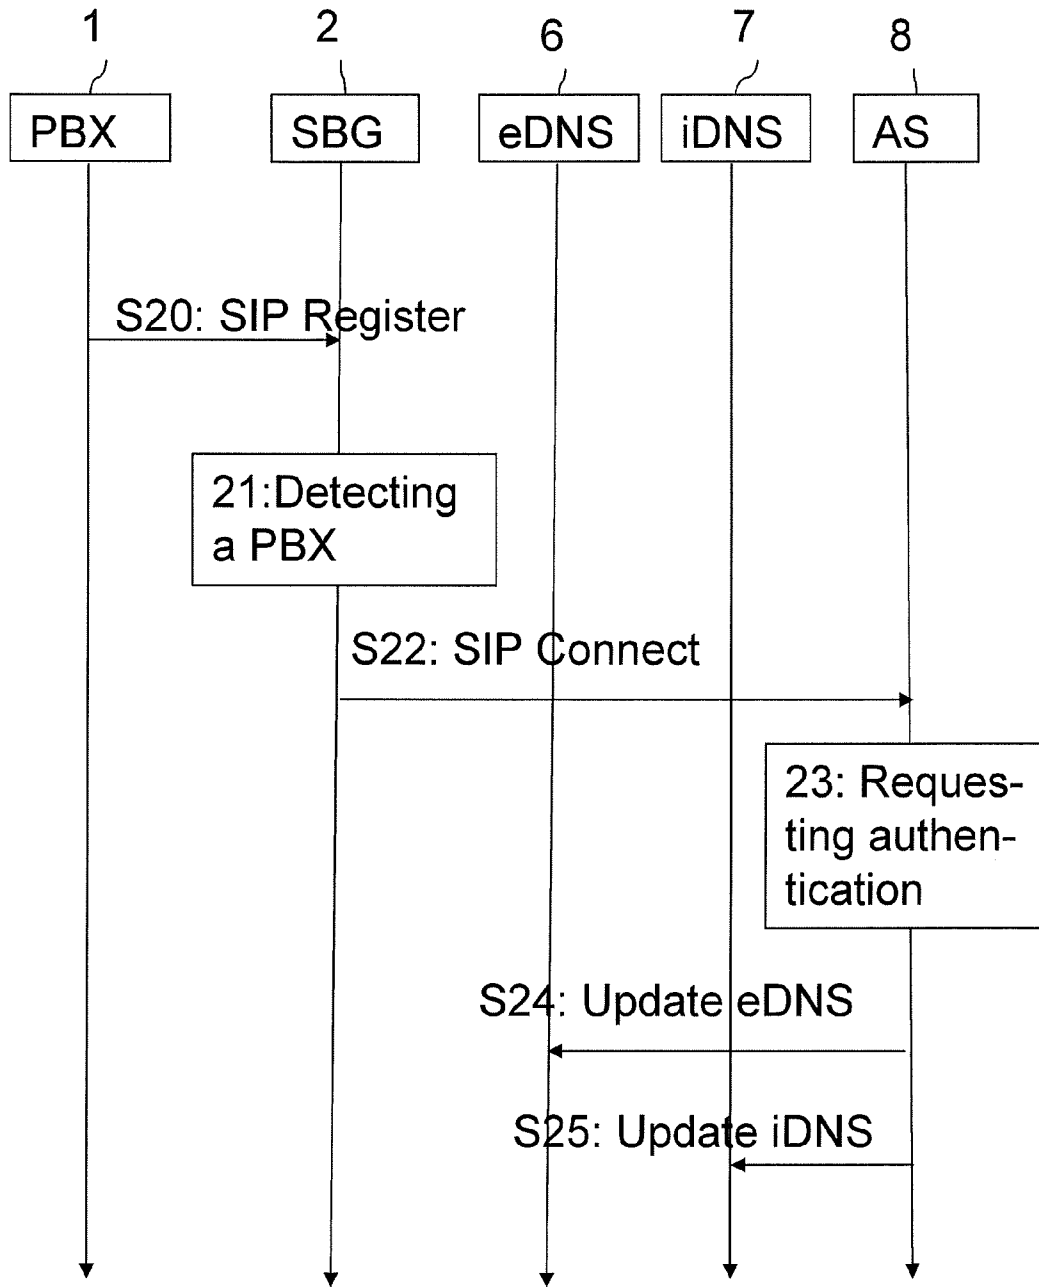 1 2 6 7 8
PBX SBG eDNS iDNS AS
S20: SIP Register
21:Detecting
a PBX
S22: SIP Connect
23: Reques-
ting authen-
tication
S24: Update eDNS
S25: Update iDNS